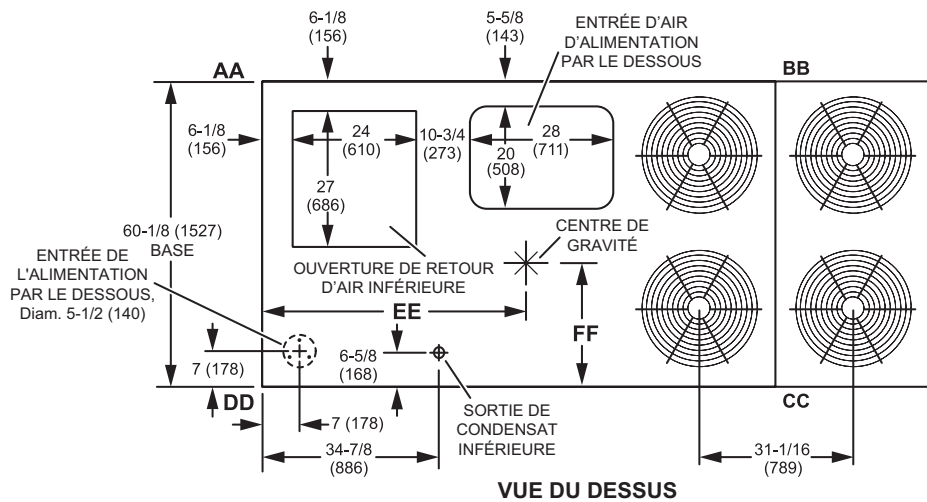 6-1/8
(156)
5-5/8
(143)
ENTRÉE D'AIR
D'ALIMENTATION
PAR LE DESSOUS
AA
BB
6-1/8
(156)
24
(610)
10-3/4
(273)
28
(711)
20
(508)
27
(686)
60-1/8 (1527)
BASE
CENTRE DE
GRAVITÉ
ENTRÉE DE
L'ALIMENTATION
PAR LE DESSOUS,
Diam. 5-1/2 (140)
OUVERTURE DE RETOUR
D'AIR INFÉRIEURE
EE
FF
7 (178)
6-5/8
(168)
DD
CC
7 (178)
SORTIE DE
CONDENSAT
INFÉRIEURE
34-7/8
(886)
31-1/16
(789)
VUE DU DESSUS